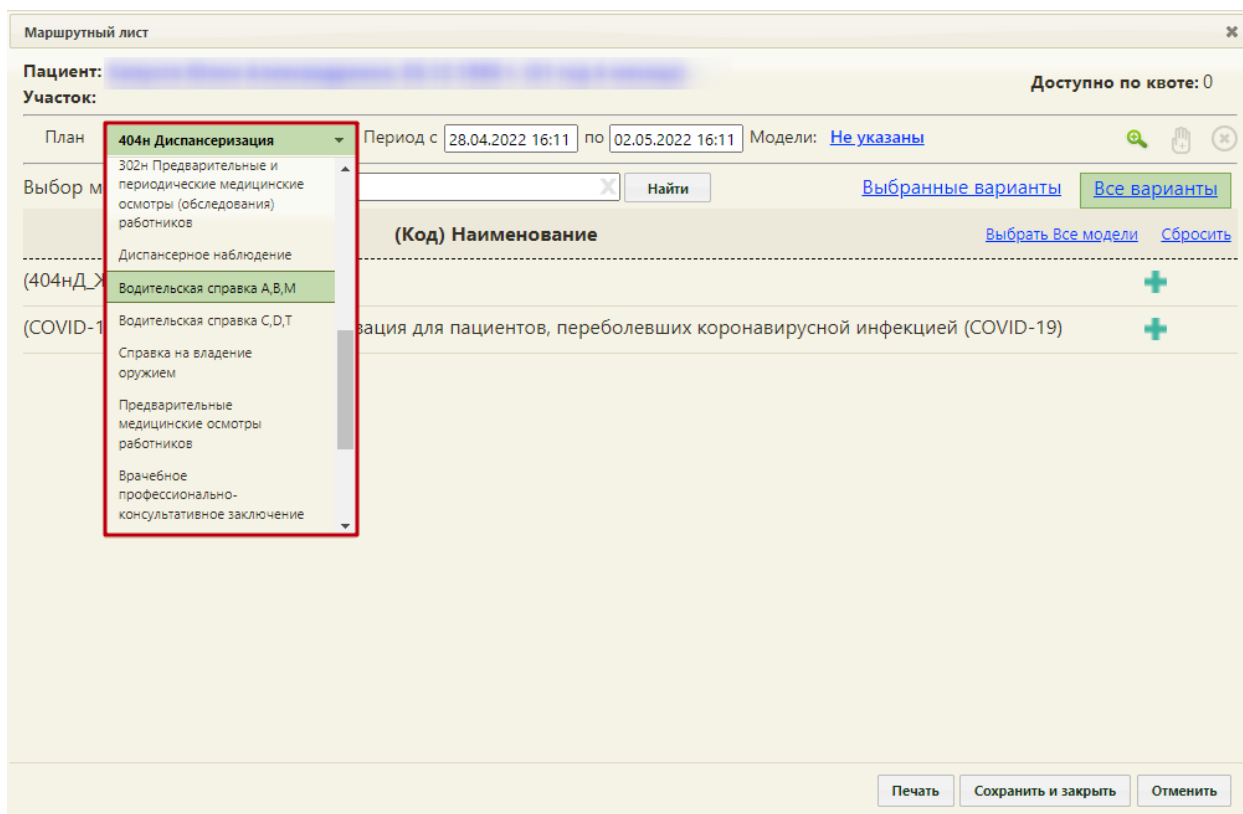 Маршрутный лист
Пациент:
Участок:
Доступно по квоте: 0
План 404н Диспансеризация Период с 28.04.2022 16:11 по 02.05.2022 16:11 Модели: Не указаны
302н Предварительные и
периодические медицинские
осмотры (обследования)
работников
Диспансерное наблюдение
Водительская справка A,B,M
Водительская справка C,D,T
Справка на владение
оружием
Предварительные
медицинские осмотры
работников
Врачебное
профессионально-
консультативное заключение
Выбор м X Найти Выбранные варианты Все варианты
(Код) Наименование Выбрать Все модели Сбросить
(404нД_Ж
(COVID-1 зация для пациентов, переболевших коронавирусной инфекцией (COVID-19)
Печать Сохранить и закрыть Отменить